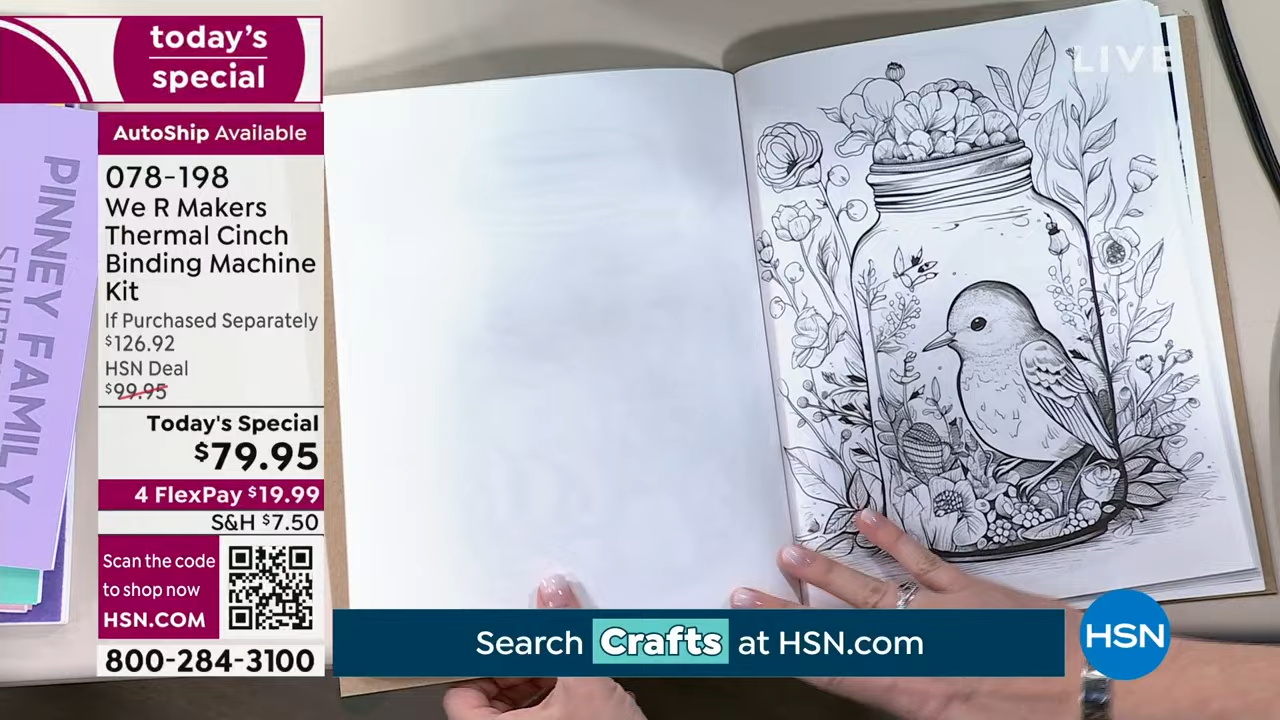 today's
special
AutoShip Available
078-198
We R Makers
Thermal Cinch
Binding Machine
Kit
If Purchased Separately
$126.92
HSN Deal
$99.95
Today's Special
$79.95
4 FlexPay $19.99
S&H $7.50
Scan the code
to shop now
HSN.COM
800-284-3100
PINNEY FAMILY
LIVE
Search Crafts at HSN.com
HSN